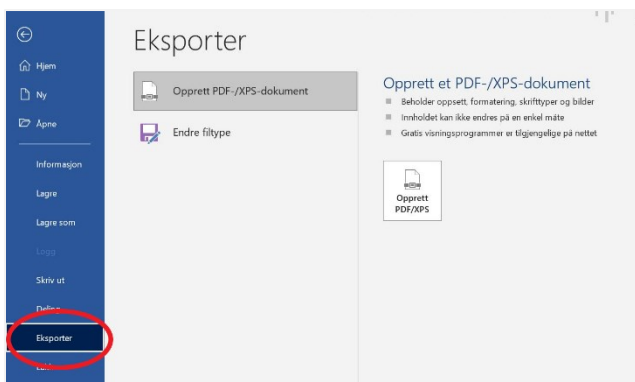 Eksporter
Hjem
Ny
Åpne
Informasjon
Lagre
Lagre som
Logg
Skriv ut
Deling
Eksporter
Opprett PDF-/XPS-dokument
Endre filtype
Opprett et PDF-/XPS-dokument
Beholder oppsett, formatering, skrifttyper og bilder
Innholdet kan ikke endres på en enkel måte
Gratis visningsprogrammer er tilgjengelige på nettet
Opprett
PDF/XPS